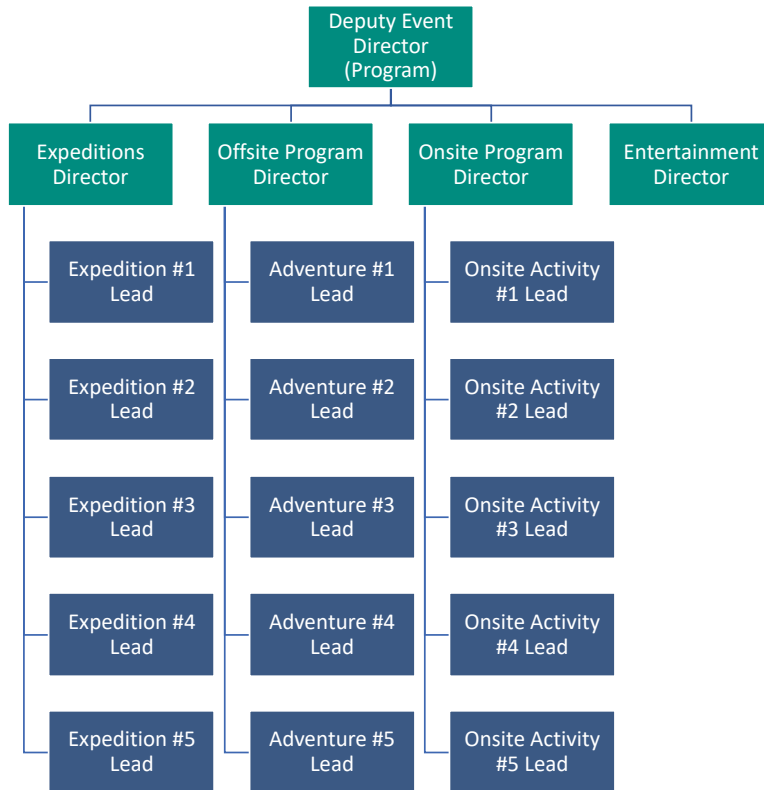 Deputy Event
Director
(Program)
Expeditions
Director
Offsite Program
Director
Onsite Program
Director
Entertainment
Director
Expedition #1
Lead
Adventure #1
Lead
Onsite Activity
#1 Lead
Expedition #2
Lead
Adventure #2
Lead
Onsite Activity
#2 Lead
Expedition #3
Lead
Adventure #3
Lead
Onsite Activity
#3 Lead
Expedition #4
Lead
Adventure #4
Lead
Onsite Activity
#4 Lead
Expedition #5
Lead
Adventure #5
Lead
Onsite Activity
#5 Lead